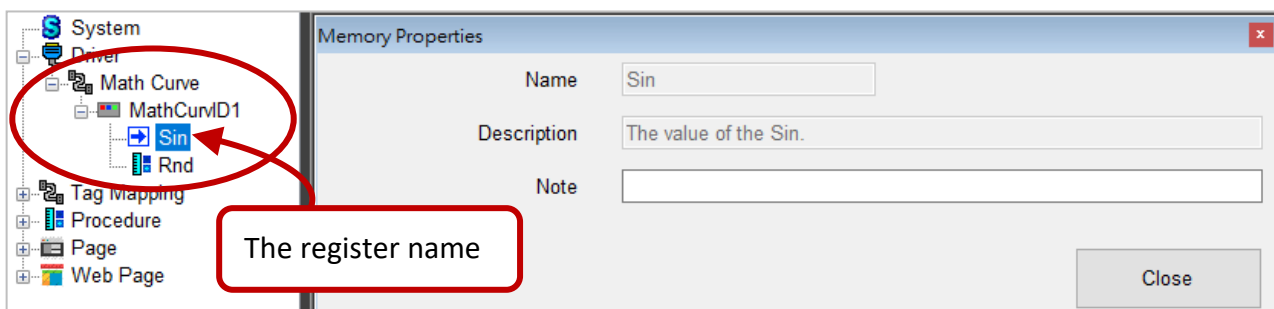 System
Driver
Math Curve
MathCurvID1
Sin
Rnd
Tag Mapping
Procedure
Page
Web Page
The register name
Memory Properties
x
Name Sin
Description The value of the Sin.
Note
Close